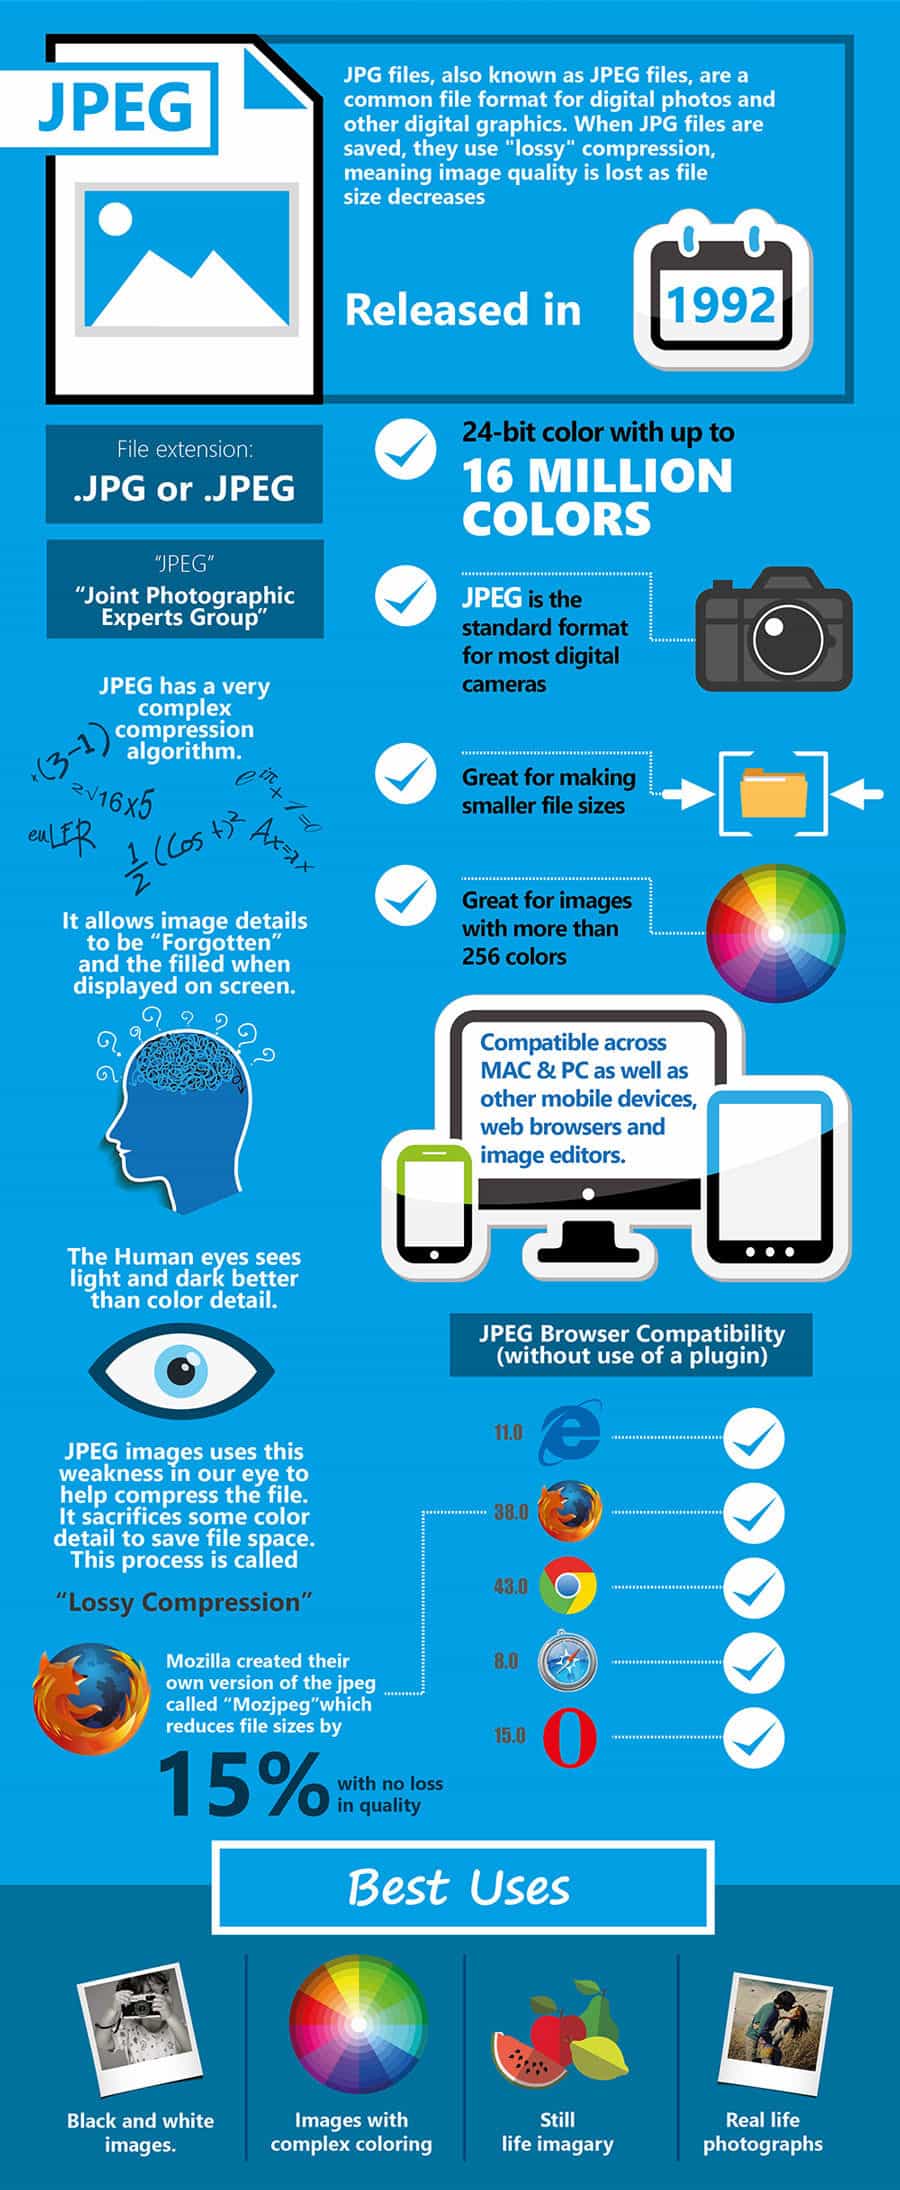 JPEG
JPG files, also known as JPEG files, are a
common file format for digital photos and
other digital graphics. When JPG files are
saved, they use "lossy" compression,
meaning image quality is lost as file
size decreases
Released in
1992
File extension:
.JPG or .JPEG
“JPEG”
“Joint Photographic
Experts Group”
JPEG has a very
complex
compression
algorithm.
x(3-1)
2√16x5
e iπ + 1 = 0
euLER
1/2 (Cos t)² Ax=λx
It allows image details
to be “Forgotten”
and the filled when
displayed on screen.
? ? ? ? ? ?
The Human eyes sees
light and dark better
than color detail.
JPEG images uses this
weakness in our eye to
help compress the file.
It sacrifices some color
detail to save file space.
This process is called
“Lossy Compression”
Mozilla created their
own version of the jpeg
called “Mozjpeg”which
reduces file sizes by
15%
with no loss
in quality
24-bit color with up to
16 MILLION
COLORS
JPEG is the
standard format
for most digital
cameras
Great for making
smaller file sizes
Great for images
with more than
256 colors
Compatible across
MAC & PC as well as
other mobile devices,
web browsers and
image editors.
JPEG Browser Compatibility
(without use of a plugin)
11.0
38.0
43.0
8.0
15.0
Best Uses
Black and white
images.
Images with
complex coloring
Still
life imagary
Real life
photographs